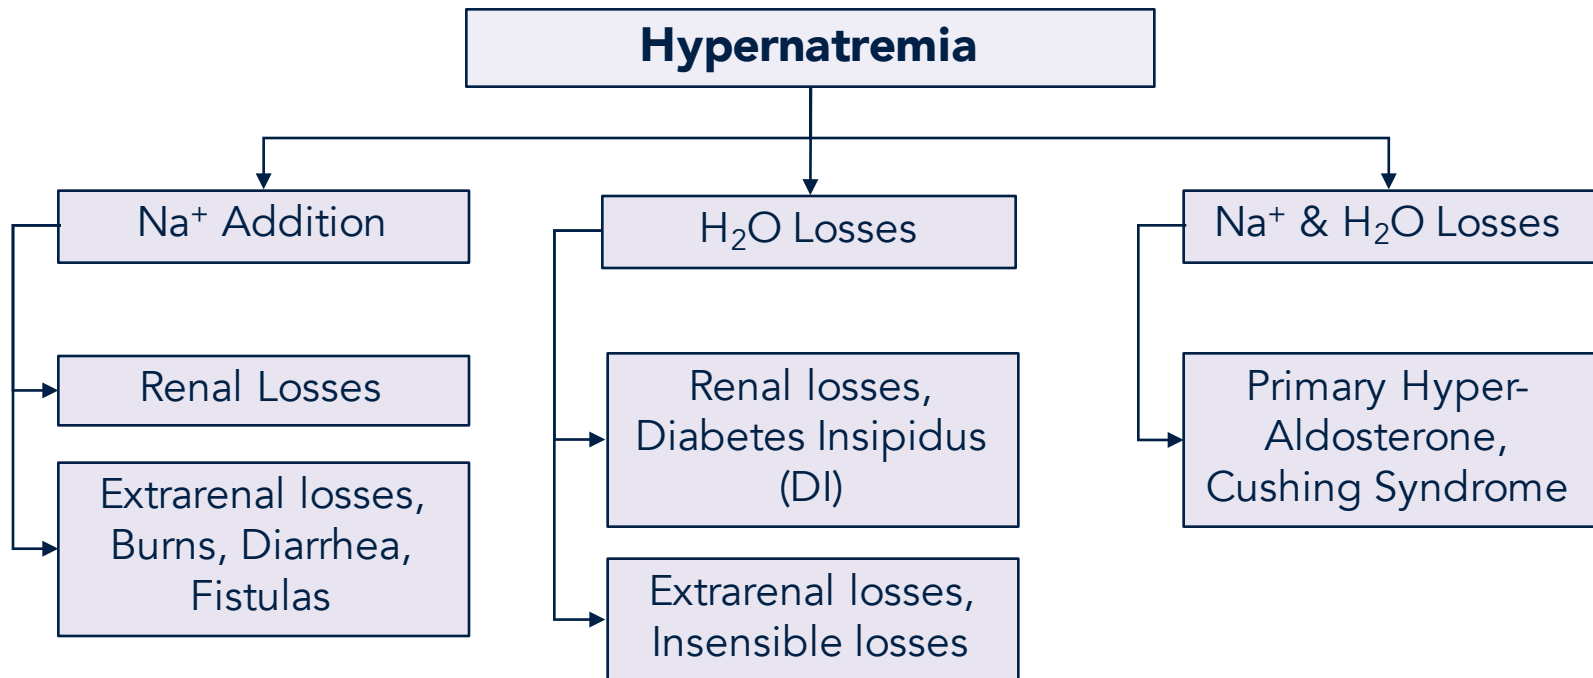 Hypernatremia
Na⁺ Addition
Renal Losses
Extrarenal losses,
Burns, Diarrhea,
Fistulas
H₂O Losses
Renal losses,
Diabetes Insipidus
(DI)
Extrarenal losses,
Insensible losses
Na⁺ & H₂O Losses
Primary Hyper-
Aldosterone,
Cushing Syndrome